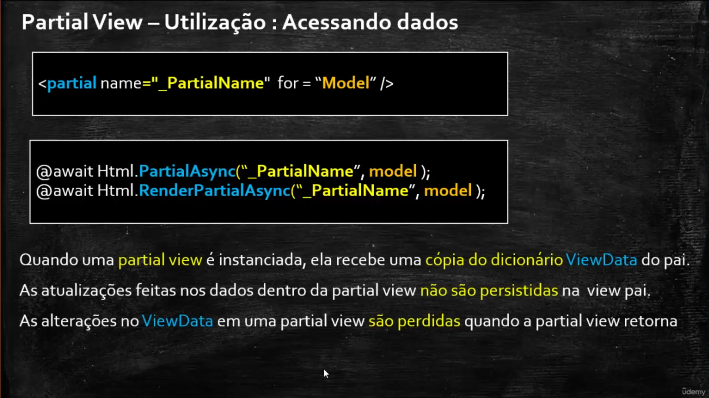 Partial View – Utilização : Acessando dados
<partial name="_PartialName" for = “Model” />
@await Html.PartialAsync(“_PartialName”, model );
@await Html.RenderPartialAsync(“_PartialName”, model );
Quando uma partial view é instanciada, ela recebe uma cópia do dicionário ViewData do pai.
As atualizações feitas nos dados dentro da partial view não são persistidas na view pai.
As alterações no ViewData em uma partial view são perdidas quando a partial view retorna
ûdemy